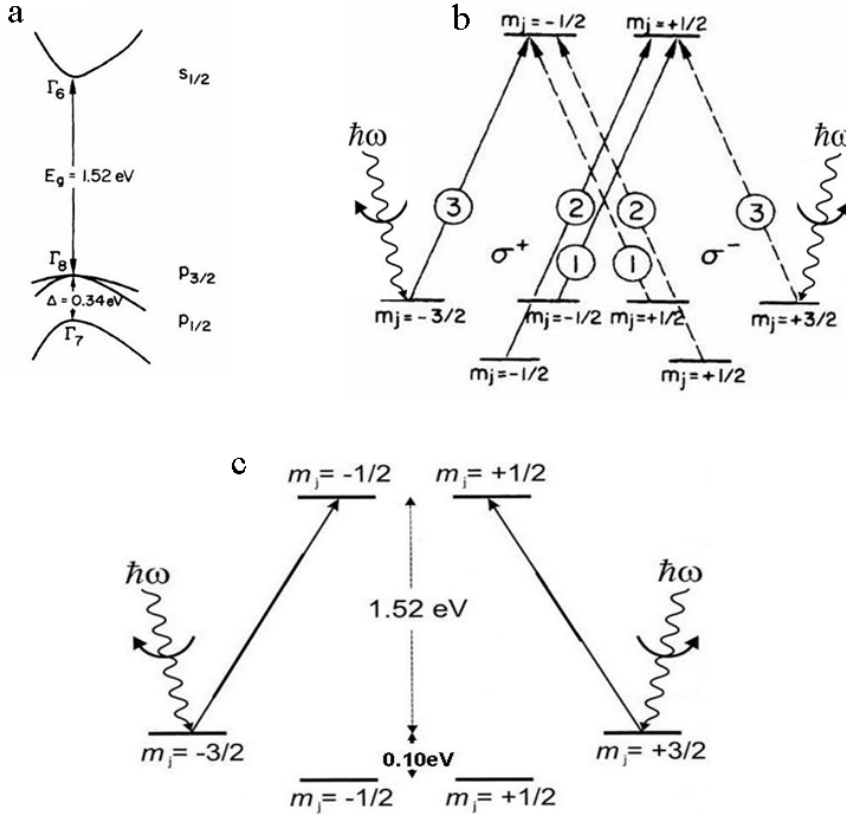 a
Γ6
s1/2
Eg = 1.52 eV
Γ8
p3/2
Δ = 0.34 eV
p1/2
Γ7
b
mj = -1/2 mj = +1/2
ħω ħω
3 2 2 3
σ+ 1 1 σ-
mj = -3/2 mj = -1/2 mj = +1/2 mj = +3/2
mj = -1/2 mj = +1/2
c
mj = -1/2 mj = +1/2
ħω ħω
1.52 eV
mj = -3/2 0.10eV mj = +3/2
mj = -1/2 mj = +1/2